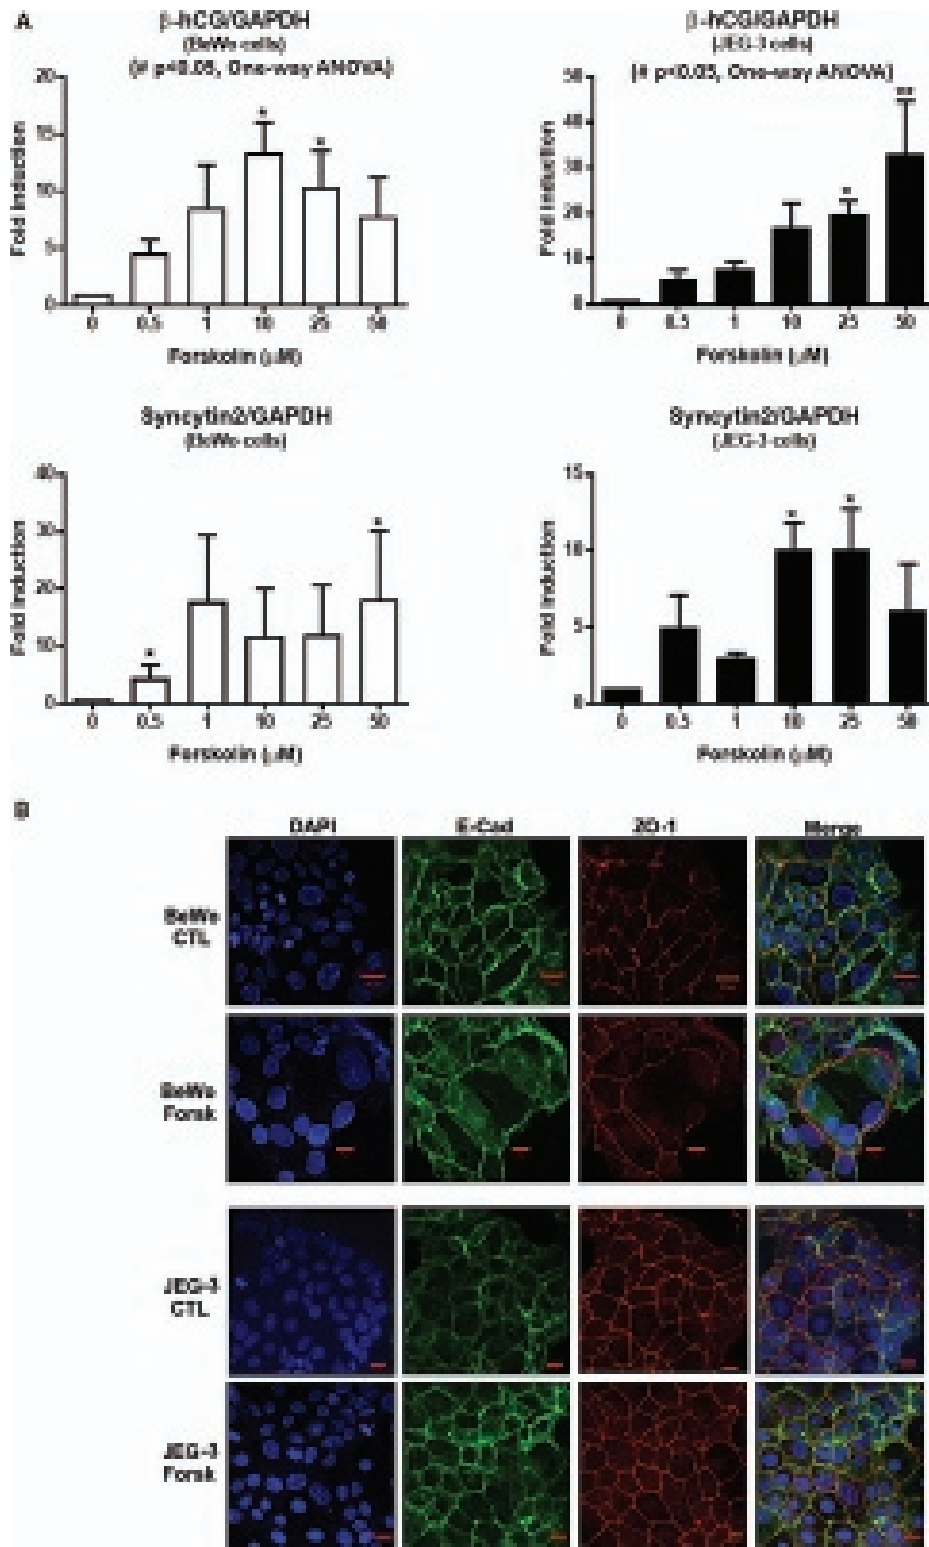 A
β-hCG/GAPDH
(BeWo cells)
(# p<0.05, One-way ANOVA)
Fold induction
20
15
10
5
0
*
*
0 0.5 1 10 25 50
Forskolin (µM)
β-hCG/GAPDH
(JEG-3 cells)
(# p<0.05, One-way ANOVA)
Fold induction
50
40
30
20
10
0
*
**
0 0.5 1 10 25 50
Forskolin (µM)
Syncytin2/GAPDH
(BeWo cells)
Fold induction
40
30
20
10
0
*
*
0 0.5 1 10 25 50
Forskolin (µM)
Syncytin2/GAPDH
(JEG-3 cells)
Fold induction
15
10
5
0
*
*
0 0.5 1 10 25 50
Forskolin (µM)
B
DAPI E-Cad ZO-1 Merge
BeWo
CTL
BeWo
Forsk
JEG-3
CTL
JEG-3
Forsk